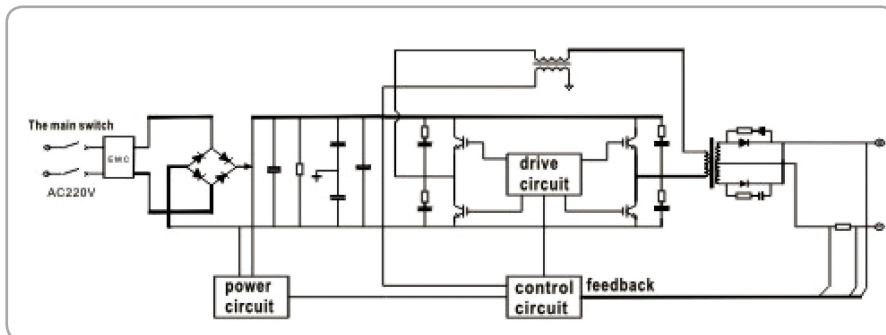 The main switch
EMC
AC220V
drive
circuit
power
circuit
control
circuit
feedback